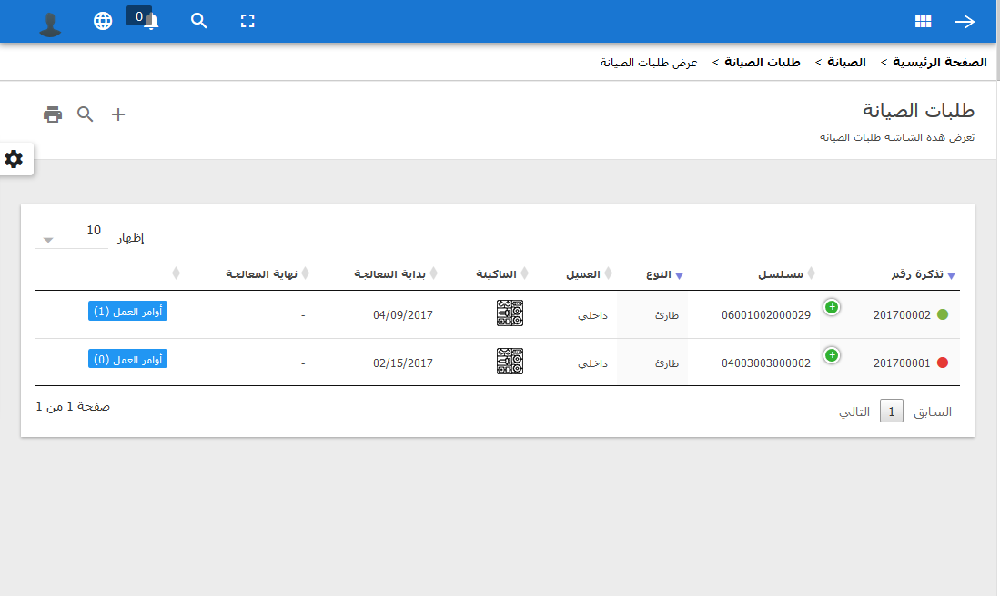 0
الصفحة الرئيسية > الصيانة > طلبات الصيانة > عرض طلبات الصيانة
طلبات الصيانة
تعرض هذه الشاشة طلبات الصيانة
إظهار 10
تذكرة رقم مسلسل النوع العميل الماكينة بداية المعالجة نهاية المعالجة
201700002 06001002000029 طارئ داخلي 04/09/2017 - أوامر العمل (1)
201700001 04003003000002 طارئ داخلي 02/15/2017 - أوامر العمل (0)
السابق 1 التالي
صفحة 1 من 1